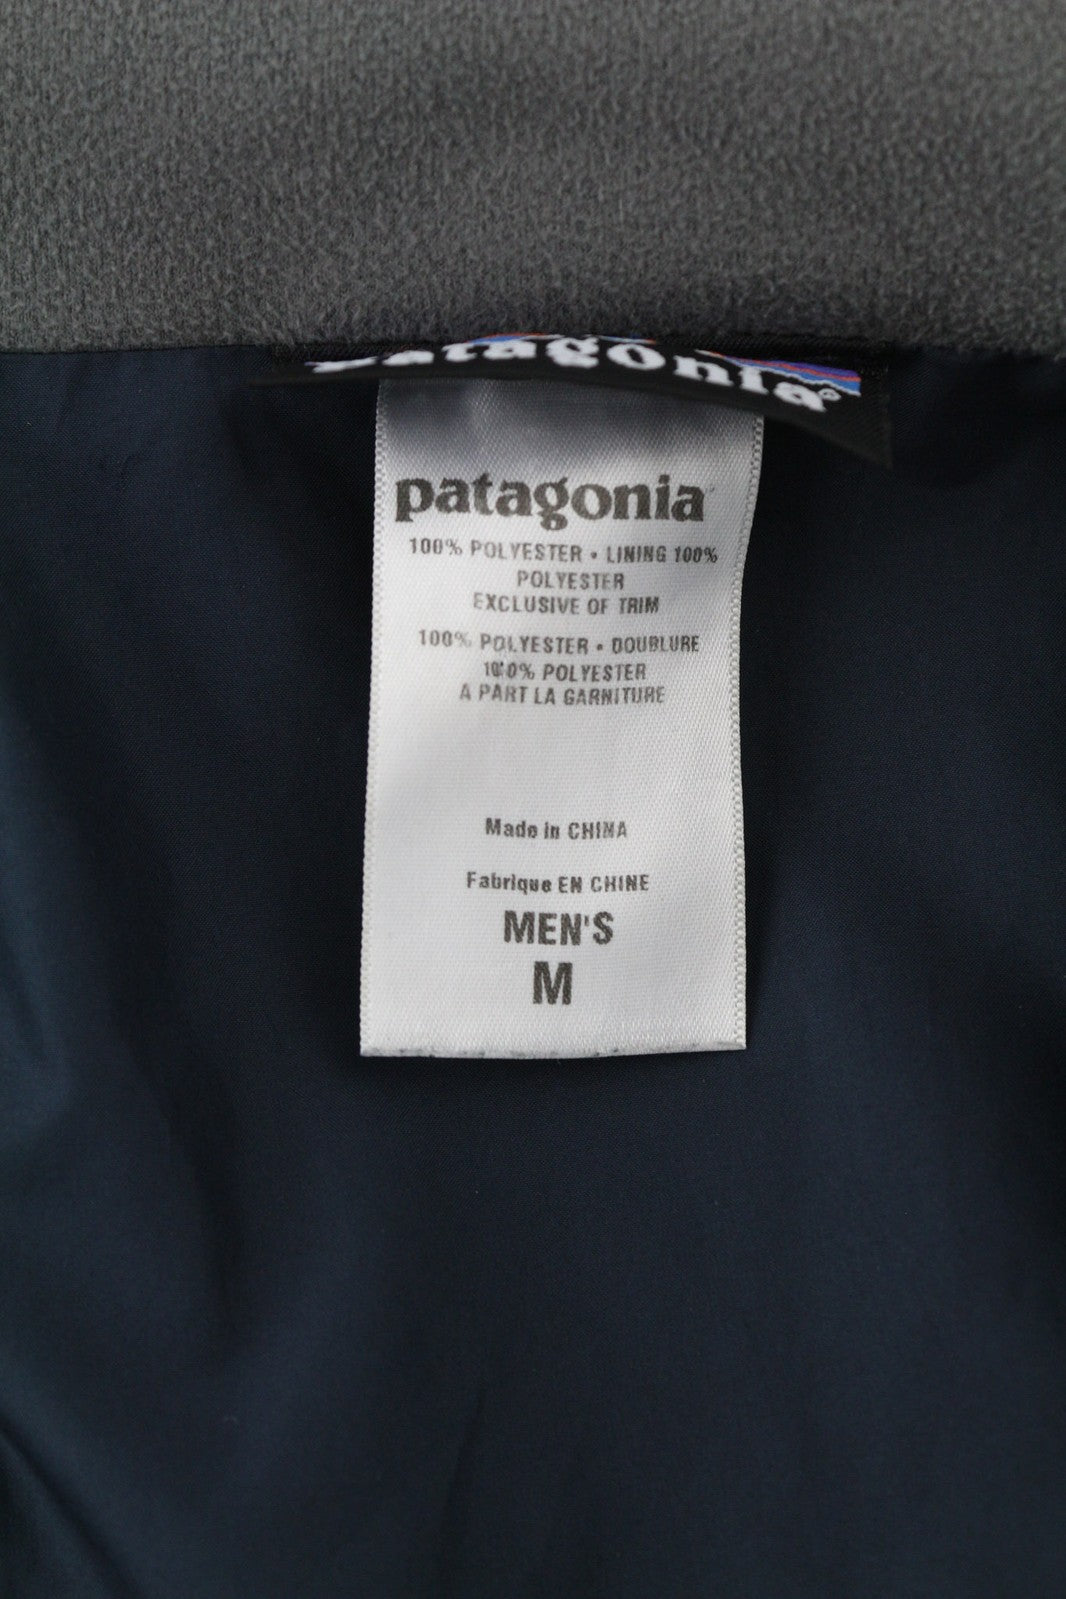 patagonia®
patagonia
100% POLYESTER • LINING 100%
POLYESTER
EXCLUSIVE OF TRIM
100% POLYESTER • DOUBLURE
100% POLYESTER
A PART LA GARNITURE
Made in CHINA
Fabrique EN CHINE
MEN'S
M